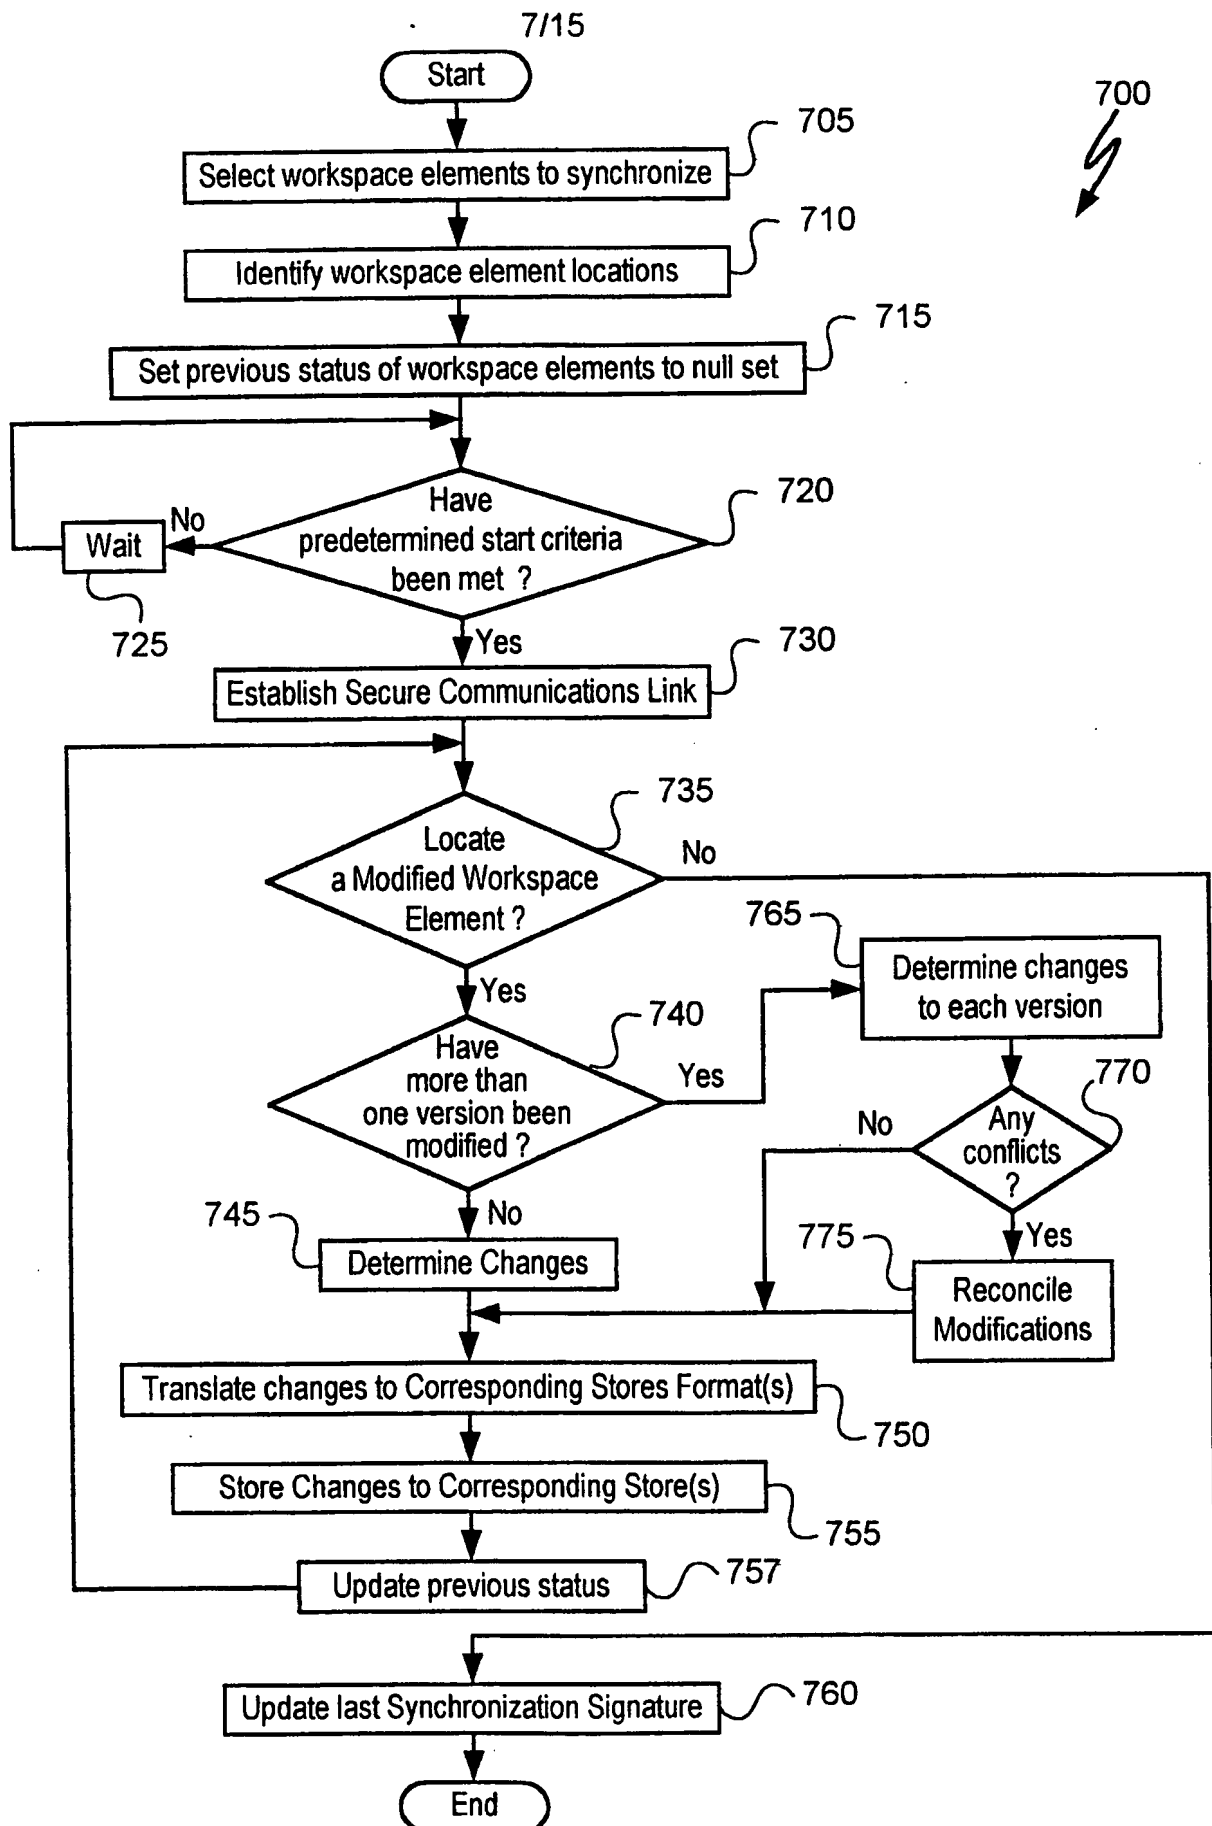 7/15
Start
700
705
Select workspace elements to synchronize
710
Identify workspace element locations
715
Set previous status of workspace elements to null set
720
Have
predetermined start criteria
been met ?
No
Wait
725
Yes
730
Establish Secure Communications Link
735
Locate
a Modified Workspace
Element ?
No
765
Determine changes
to each version
Yes
740
Have
more than
one version been
modified ?
Yes
770
Any
conflicts
?
No
745
No
Determine Changes
775
Yes
Reconcile
Modifications
Translate changes to Corresponding Stores Format(s)
750
Store Changes to Corresponding Store(s)
755
Update previous status
757
Update last Synchronization Signature
760
End